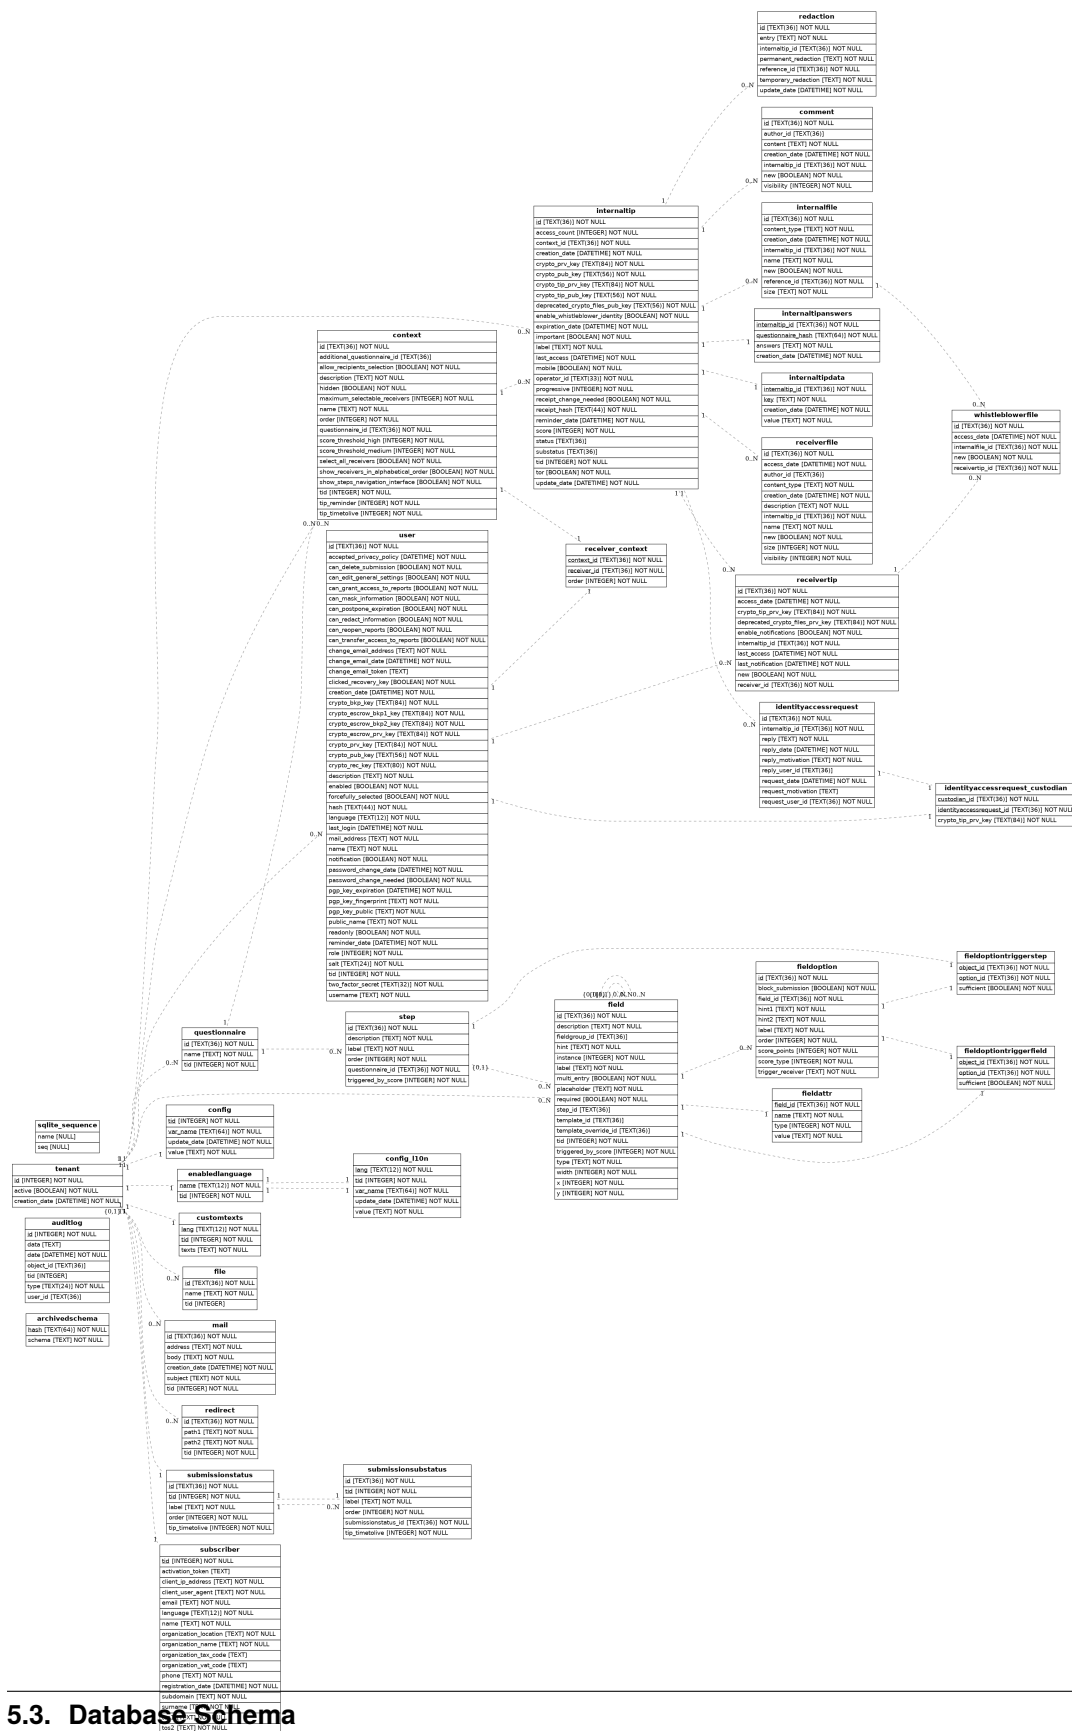 redaction
id [TEXT(36)] NOT NULL
entry [TEXT] NOT NULL
internaltip_id [TEXT(36)] NOT NULL
permanent_redaction [TEXT] NOT NULL
reference_id [TEXT(36)] NOT NULL
temporary_redaction [TEXT] NOT NULL
update_date [DATETIME] NOT NULL
0..N
comment
id [TEXT(36)] NOT NULL
author_id [TEXT(36)]
content [TEXT] NOT NULL
creation_date [DATETIME] NOT NULL
internaltip_id [TEXT(36)] NOT NULL
new [BOOLEAN] NOT NULL
visibility [INTEGER] NOT NULL
0..N
internalfile
id [TEXT(36)] NOT NULL
content_type [TEXT] NOT NULL
creation_date [DATETIME] NOT NULL
internaltip_id [TEXT(36)] NOT NULL
name [TEXT] NOT NULL
new [BOOLEAN] NOT NULL
reference_id [TEXT(36)] NOT NULL
size [TEXT] NOT NULL
0..N
1
internaltip
id [TEXT(36)] NOT NULL
access_count [INTEGER] NOT NULL
context_id [TEXT(36)] NOT NULL
creation_date [DATETIME] NOT NULL
crypto_prv_key [TEXT(84)] NOT NULL
crypto_pub_key [TEXT(56)] NOT NULL
crypto_tip_prv_key [TEXT(84)] NOT NULL
crypto_tip_pub_key [TEXT(56)] NOT NULL
deprecated_crypto_files_pub_key [TEXT(56)] NOT NULL
enable_whistleblower_identity [BOOLEAN] NOT NULL
expiration_date [DATETIME] NOT NULL
important [BOOLEAN] NOT NULL
label [TEXT] NOT NULL
last_access [DATETIME] NOT NULL
mobile [BOOLEAN] NOT NULL
operator_id [TEXT(33)] NOT NULL
progressive [INTEGER] NOT NULL
receipt_change_needed [BOOLEAN] NOT NULL
receipt_hash [TEXT(44)] NOT NULL
reminder_date [DATETIME] NOT NULL
score [INTEGER] NOT NULL
status [TEXT(36)]
substatus [TEXT(36)]
tid [INTEGER] NOT NULL
tor [BOOLEAN] NOT NULL
update_date [DATETIME] NOT NULL
internaltipanswers
internaltip_id [TEXT(36)] NOT NULL
questionnaire_hash [TEXT(64)] NOT NULL
answers [TEXT] NOT NULL
creation_date [DATETIME] NOT NULL
internaltipdata
internaltip_id [TEXT(36)] NOT NULL
key [TEXT] NOT NULL
creation_date [DATETIME] NOT NULL
value [TEXT] NOT NULL
receiverfile
id [TEXT(36)] NOT NULL
access_date [DATETIME] NOT NULL
author_id [TEXT(36)]
content_type [TEXT] NOT NULL
creation_date [DATETIME] NOT NULL
description [TEXT] NOT NULL
internaltip_id [TEXT(36)] NOT NULL
name [TEXT] NOT NULL
new [BOOLEAN] NOT NULL
size [INTEGER] NOT NULL
visibility [INTEGER] NOT NULL
0..N
whistleblowerfile
id [TEXT(36)] NOT NULL
access_date [DATETIME] NOT NULL
internalfile_id [TEXT(36)] NOT NULL
new [BOOLEAN] NOT NULL
receivertip_id [TEXT(36)] NOT NULL
0..N
context
id [TEXT(36)] NOT NULL
additional_questionnaire_id [TEXT(36)]
allow_recipients_selection [BOOLEAN] NOT NULL
description [TEXT] NOT NULL
hidden [BOOLEAN] NOT NULL
maximum_selectable_receivers [INTEGER] NOT NULL
name [TEXT] NOT NULL
order [INTEGER] NOT NULL
questionnaire_id [TEXT(36)] NOT NULL
score_threshold_high [INTEGER] NOT NULL
score_threshold_medium [INTEGER] NOT NULL
select_all_receivers [BOOLEAN] NOT NULL
show_receivers_in_alphabetical_order [BOOLEAN] NOT NULL
show_steps_navigation_interface [BOOLEAN] NOT NULL
tid [INTEGER] NOT NULL
tip_reminder [INTEGER] NOT NULL
tip_timetolive [INTEGER] NOT NULL
0..N0..N
receiver_context
context_id [TEXT(36)] NOT NULL
receiver_id [TEXT(36)] NOT NULL
order [INTEGER] NOT NULL
receivertip
id [TEXT(36)] NOT NULL
access_date [DATETIME] NOT NULL
crypto_tip_prv_key [TEXT(84)] NOT NULL
deprecated_crypto_files_prv_key [TEXT(84)] NOT NULL
enable_notifications [BOOLEAN] NOT NULL
internaltip_id [TEXT(36)] NOT NULL
last_access [DATETIME] NOT NULL
last_notification [DATETIME] NOT NULL
new [BOOLEAN] NOT NULL
receiver_id [TEXT(36)] NOT NULL
user
id [TEXT(36)] NOT NULL
accepted_privacy_policy [DATETIME] NOT NULL
can_delete_submission [BOOLEAN] NOT NULL
can_edit_general_settings [BOOLEAN] NOT NULL
can_grant_access_to_reports [BOOLEAN] NOT NULL
can_mask_information [BOOLEAN] NOT NULL
can_postpone_expiration [BOOLEAN] NOT NULL
can_redact_information [BOOLEAN] NOT NULL
can_reopen_reports [BOOLEAN] NOT NULL
can_transfer_access_to_reports [BOOLEAN] NOT NULL
change_email_address [TEXT] NOT NULL
change_email_date [DATETIME] NOT NULL
change_email_token [TEXT]
clicked_recovery_key [BOOLEAN] NOT NULL
creation_date [DATETIME] NOT NULL
crypto_bkp_key [TEXT(84)] NOT NULL
crypto_escrow_bkp1_key [TEXT(84)] NOT NULL
crypto_escrow_bkp2_key [TEXT(84)] NOT NULL
crypto_escrow_prv_key [TEXT(84)] NOT NULL
crypto_prv_key [TEXT(84)] NOT NULL
crypto_pub_key [TEXT(56)] NOT NULL
crypto_rec_key [TEXT(80)] NOT NULL
description [TEXT] NOT NULL
enabled [BOOLEAN] NOT NULL
forcefully_selected [BOOLEAN] NOT NULL
hash [TEXT(44)] NOT NULL
language [TEXT(12)] NOT NULL
last_login [DATETIME] NOT NULL
mail_address [TEXT] NOT NULL
name [TEXT] NOT NULL
notification [BOOLEAN] NOT NULL
password_change_date [DATETIME] NOT NULL
password_change_needed [BOOLEAN] NOT NULL
pgp_key_expiration [DATETIME] NOT NULL
pgp_key_fingerprint [TEXT] NOT NULL
pgp_key_public [TEXT] NOT NULL
public_name [TEXT] NOT NULL
readonly [BOOLEAN] NOT NULL
reminder_date [DATETIME] NOT NULL
role [INTEGER] NOT NULL
salt [TEXT(24)] NOT NULL
tid [INTEGER] NOT NULL
two_factor_secret [TEXT(32)] NOT NULL
username [TEXT] NOT NULL
identityaccessrequest
id [TEXT(36)] NOT NULL
internaltip_id [TEXT(36)] NOT NULL
reply [TEXT] NOT NULL
reply_date [DATETIME] NOT NULL
reply_motivation [TEXT] NOT NULL
reply_user_id [TEXT(36)]
request_date [DATETIME] NOT NULL
request_motivation [TEXT]
request_user_id [TEXT(36)] NOT NULL
identityaccessrequest_custodian
custodian_id [TEXT(36)] NOT NULL
identityaccessrequest_id [TEXT(36)] NOT NULL
crypto_tip_prv_key [TEXT(84)] NOT NULL
fieldoptiontriggerstep
object_id [TEXT(36)] NOT NULL
option_id [TEXT(36)] NOT NULL
sufficient [BOOLEAN] NOT NULL
fieldoption
id [TEXT(36)] NOT NULL
block_submission [BOOLEAN] NOT NULL
field_id [TEXT(36)] NOT NULL
hint1 [TEXT] NOT NULL
hint2 [TEXT] NOT NULL
label [TEXT] NOT NULL
order [INTEGER] NOT NULL
score_points [INTEGER] NOT NULL
score_type [INTEGER] NOT NULL
trigger_receiver [TEXT] NOT NULL
fieldoptiontriggerfield
object_id [TEXT(36)] NOT NULL
option_id [TEXT(36)] NOT NULL
sufficient [BOOLEAN] NOT NULL
field
id [TEXT(36)] NOT NULL
description [TEXT] NOT NULL
fieldgroup_id [TEXT(36)]
hint [TEXT] NOT NULL
instance [INTEGER] NOT NULL
label [TEXT] NOT NULL
multi_entry [BOOLEAN] NOT NULL
placeholder [TEXT] NOT NULL
required [BOOLEAN] NOT NULL
step_id [TEXT(36)]
template_id [TEXT(36)]
template_override_id [TEXT(36)]
tid [INTEGER] NOT NULL
triggered_by_score [INTEGER] NOT NULL
type [TEXT] NOT NULL
width [INTEGER] NOT NULL
x [INTEGER] NOT NULL
y [INTEGER] NOT NULL
fieldattr
field_id [TEXT(36)] NOT NULL
name [TEXT] NOT NULL
type [INTEGER] NOT NULL
value [TEXT] NOT NULL
step
id [TEXT(36)] NOT NULL
description [TEXT] NOT NULL
label [TEXT] NOT NULL
order [INTEGER] NOT NULL
questionnaire_id [TEXT(36)] NOT NULL
triggered_by_score [INTEGER] NOT NULL
{0,1}
questionnaire
id [TEXT(36)] NOT NULL
name [TEXT] NOT NULL
tid [INTEGER] NOT NULL
config
tid [INTEGER] NOT NULL
var_name [TEXT(64)] NOT NULL
update_date [DATETIME] NOT NULL
value [TEXT] NOT NULL
sqlite_sequence
name [NULL]
seq [NULL]
tenant
id [INTEGER] NOT NULL
active [BOOLEAN] NOT NULL
creation_date [DATETIME] NOT NULL
enabledlanguage
name [TEXT(12)] NOT NULL
tid [INTEGER] NOT NULL
config_l10n
lang [TEXT(12)] NOT NULL
tid [INTEGER] NOT NULL
var_name [TEXT(64)] NOT NULL
update_date [DATETIME] NOT NULL
value [TEXT] NOT NULL
auditlog
id [INTEGER] NOT NULL
data [TEXT]
date [DATETIME] NOT NULL
object_id [TEXT(36)]
tid [INTEGER]
type [TEXT(24)] NOT NULL
user_id [TEXT(36)]
customtexts
lang [TEXT(12)] NOT NULL
tid [INTEGER] NOT NULL
texts [TEXT] NOT NULL
file
id [TEXT(36)] NOT NULL
name [TEXT] NOT NULL
tid [INTEGER]
archivedschema
hash [TEXT(64)] NOT NULL
schema [TEXT] NOT NULL
mail
id [TEXT(36)] NOT NULL
address [TEXT] NOT NULL
body [TEXT] NOT NULL
creation_date [DATETIME] NOT NULL
subject [TEXT] NOT NULL
tid [INTEGER] NOT NULL
redirect
id [TEXT(36)] NOT NULL
path1 [TEXT] NOT NULL
path2 [TEXT] NOT NULL
tid [INTEGER] NOT NULL
submissionstatus
id [TEXT(36)] NOT NULL
tid [INTEGER] NOT NULL
label [TEXT] NOT NULL
order [INTEGER] NOT NULL
tip_timetolive [INTEGER] NOT NULL
submissionsubstatus
id [TEXT(36)] NOT NULL
tid [INTEGER] NOT NULL
label [TEXT] NOT NULL
order [INTEGER] NOT NULL
submissionstatus_id [TEXT(36)] NOT NULL
tip_timetolive [INTEGER] NOT NULL
subscriber
tid [INTEGER] NOT NULL
activation_token [TEXT]
client_ip_address [TEXT] NOT NULL
client_user_agent [TEXT] NOT NULL
email [TEXT] NOT NULL
language [TEXT(12)] NOT NULL
name [TEXT] NOT NULL
organization_location [TEXT] NOT NULL
organization_name [TEXT] NOT NULL
organization_tax_code [TEXT]
organization_vat_code [TEXT]
phone [TEXT] NOT NULL
registration_date [DATETIME] NOT NULL
subdomain [TEXT] NOT NULL
surname [TEXT] NOT NULL
5.3. Database Schema
tos2 [TEXT] NOT NULL